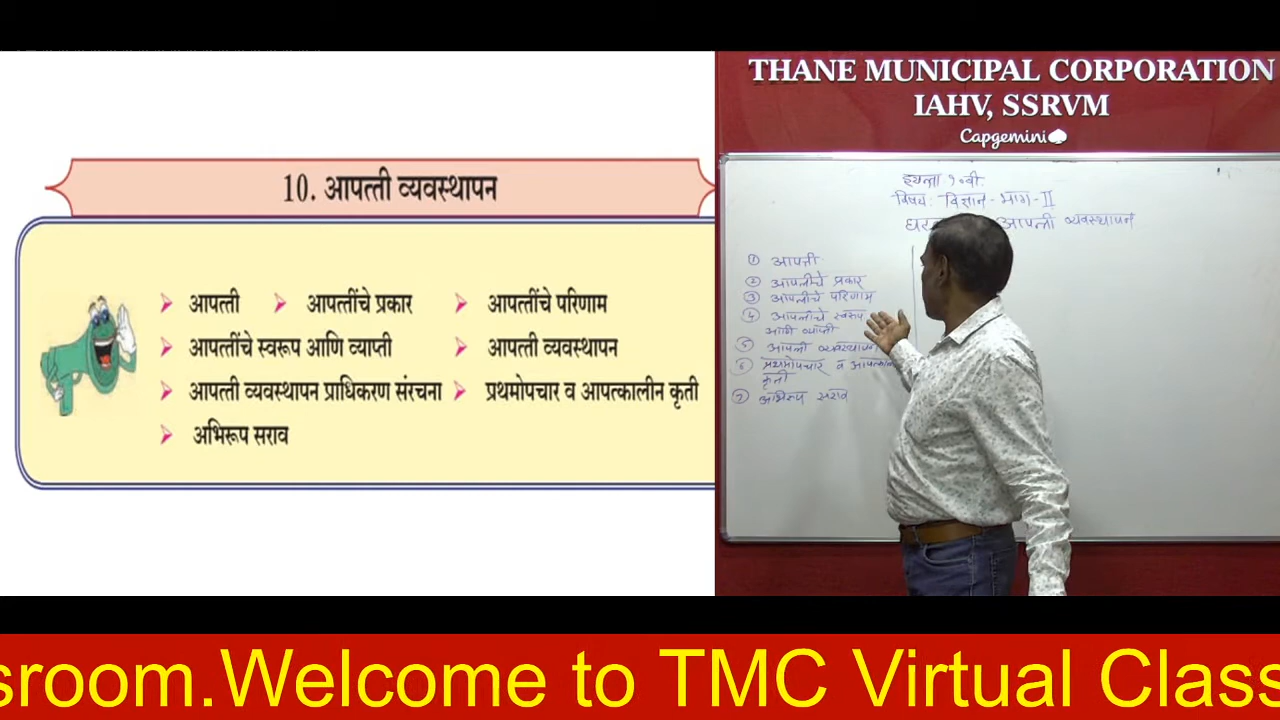 10. आपत्ती व्यवस्थापन
आपत्ती आपत्तींचे प्रकार आपत्तींचे परिणाम
आपत्तींचे स्वरूप आणि व्याप्ती आपत्ती व्यवस्थापन
आपत्ती व्यवस्थापन प्राधिकरण संरचना प्रथमोपचार व आपत्कालीन कृती
अभिरूप सराव
THANE MUNICIPAL CORPORATION
IAHV, SSRVM
Capgemini
इयत्ता १० वी.
विषय: विज्ञान - भाग - II
आपत्ती व्यवस्थापन
① आपत्ती
② आपत्तींचे प्रकार
③ आपत्तींचे परिणाम
④ आपत्तींचे स्वरूप
आणि व्याप्ती
⑤ आपत्ती व्यवस्थापन
⑥ प्रथमोपचार व
कृती
⑦ अभिरूप सराव
sroom.Welcome to TMC Virtual Class